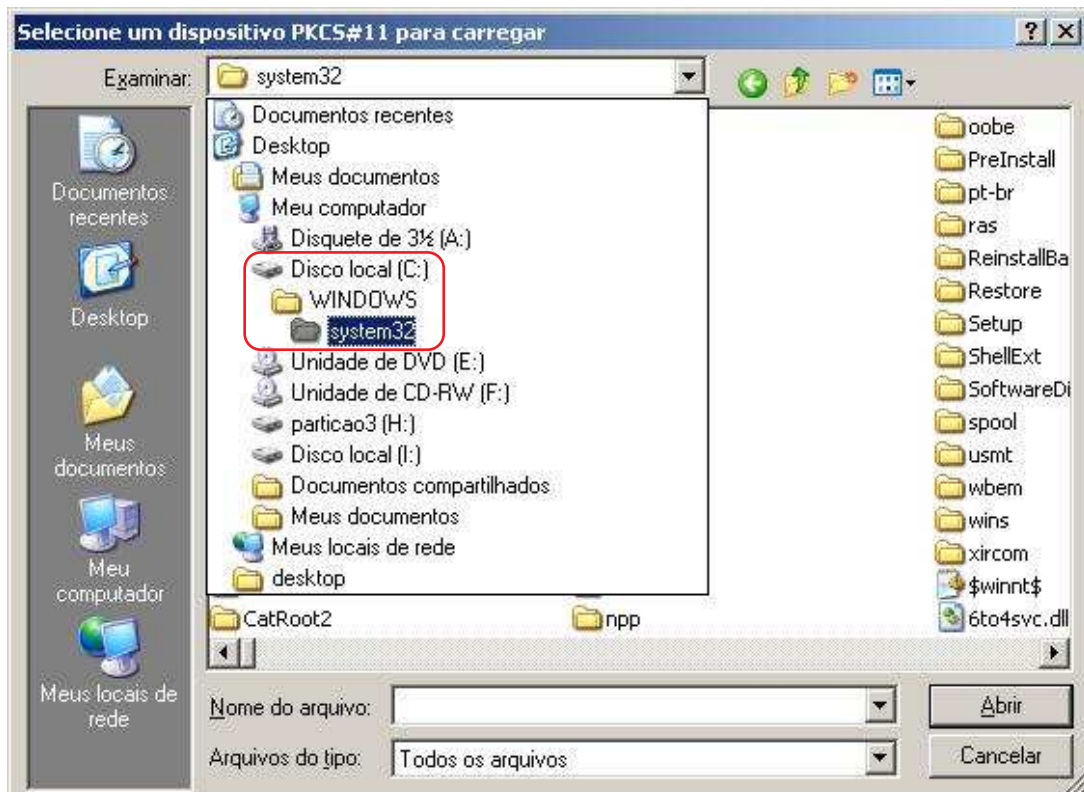 Selecione um dispositivo PKCS#11 para carregar
Examinar:
system32
Documentos recentes
Desktop
Meus documentos
Meu computador
Disquete de 3½ (A:)
Disco local (C:)
WINDOWS
system32
Unidade de DVD (E:)
Unidade de CD-RW (F:)
particao3 (H:)
Disco local (I:)
Documentos compartilhados
Meus documentos
Meus locais de rede
desktop
Documentos
recentes
Desktop
Meus
documentos
Meu
computador
Meus locais de
rede
CatRoot2
npp
oobe
PreInstall
pt-br
ras
ReinstallBa
Restore
Setup
ShellExt
SoftwareDi
spool
usmt
wbem
wins
xircom
$winnt$
6to4svc.dll
Nome do arquivo:
Abrir
Arquivos do tipo:
Todos os arquivos
Cancelar